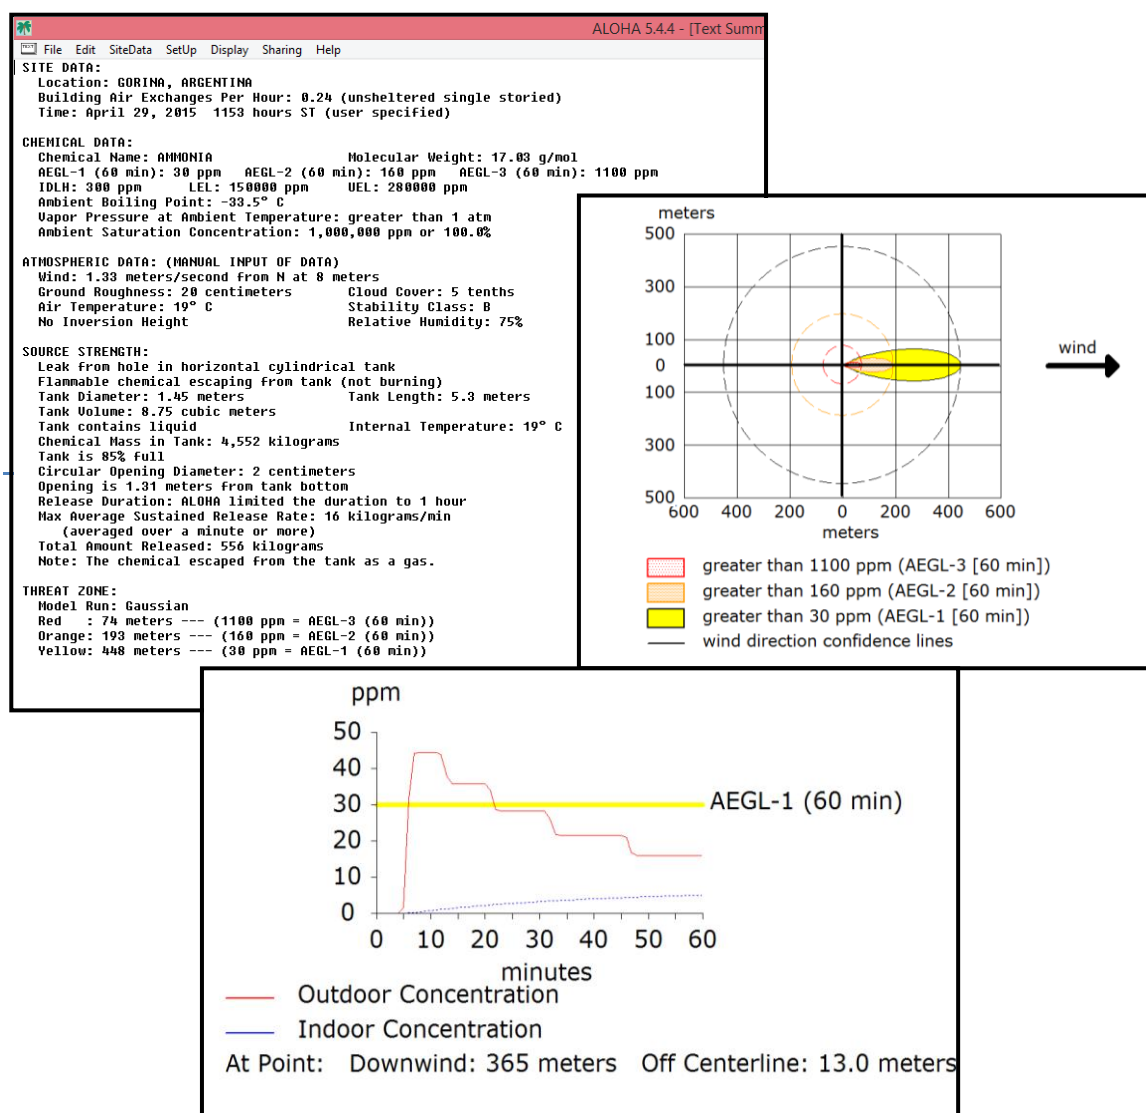 ALOHA 5.4.4 - [Text Summ
TEXT File Edit SiteData SetUp Display Sharing Help
SITE DATA:
Location: GORINA, ARGENTINA
Building Air Exchanges Per Hour: 0.24 (unsheltered single storied)
Time: April 29, 2015 1153 hours ST (user specified)
CHEMICAL DATA:
Chemical Name: AMMONIA Molecular Weight: 17.03 g/mol
AEGL-1 (60 min): 30 ppm AEGL-2 (60 min): 160 ppm AEGL-3 (60 min): 1100 ppm
IDLH: 300 ppm LEL: 150000 ppm UEL: 280000 ppm
Ambient Boiling Point: -33.5° C
Vapor Pressure at Ambient Temperature: greater than 1 atm
Ambient Saturation Concentration: 1,000,000 ppm or 100.0%
ATMOSPHERIC DATA: (MANUAL INPUT OF DATA)
Wind: 1.33 meters/second from N at 8 meters
Ground Roughness: 20 centimeters Cloud Cover: 5 tenths
Air Temperature: 19° C Stability Class: B
No Inversion Height Relative Humidity: 75%
SOURCE STRENGTH:
Leak from hole in horizontal cylindrical tank
Flammable chemical escaping from tank (not burning)
Tank Diameter: 1.45 meters Tank Length: 5.3 meters
Tank Volume: 8.75 cubic meters
Tank contains liquid Internal Temperature: 19° C
Chemical Mass in Tank: 4,552 kilograms
Tank is 85% full
Circular Opening Diameter: 2 centimeters
Opening is 1.31 meters from tank bottom
Release Duration: ALOHA limited the duration to 1 hour
Max Average Sustained Release Rate: 16 kilograms/min
(averaged over a minute or more)
Total Amount Released: 556 kilograms
Note: The chemical escaped from the tank as a gas.
THREAT ZONE:
Model Run: Gaussian
Red : 74 meters --- (1100 ppm = AEGL-3 (60 min))
Orange: 193 meters --- (160 ppm = AEGL-2 (60 min))
Yellow: 448 meters --- (30 ppm = AEGL-1 (60 min))
meters
500
300
100
0
100
300
500
600 400 200 0 200 400 600
meters
wind
greater than 1100 ppm (AEGL-3 [60 min])
greater than 160 ppm (AEGL-2 [60 min])
greater than 30 ppm (AEGL-1 [60 min])
wind direction confidence lines
ppm
50
40
30
20
10
0
AEGL-1 (60 min)
0 10 20 30 40 50 60
minutes
Outdoor Concentration
Indoor Concentration
At Point: Downwind: 365 meters Off Centerline: 13.0 meters